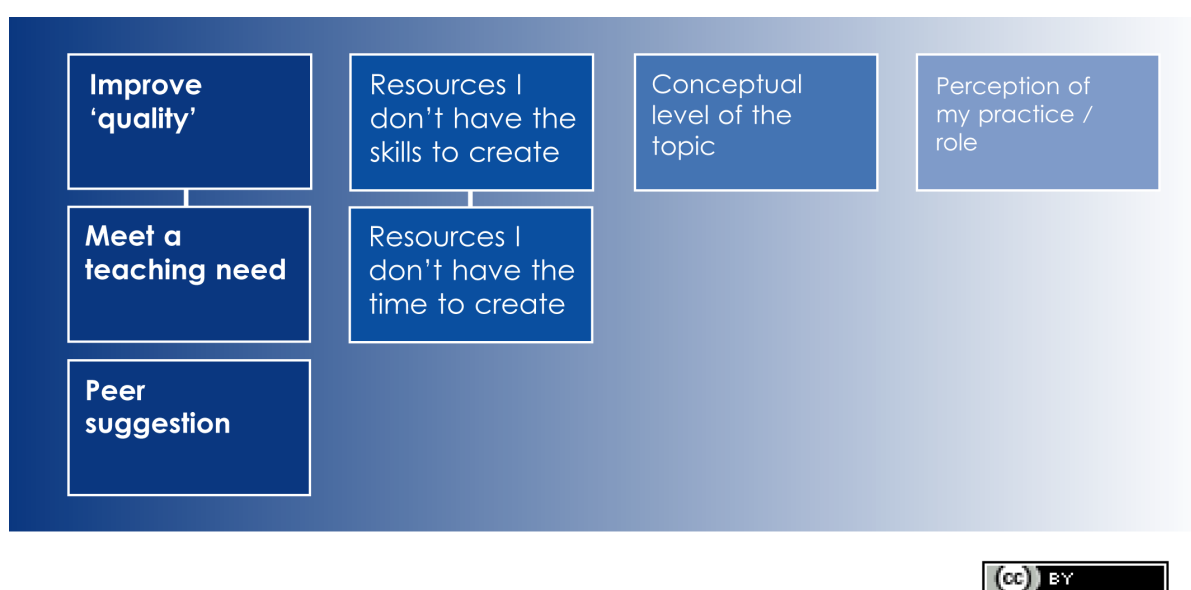 Improve
‘quality’
Meet a
teaching need
Peer
suggestion
Resources I
don’t have the
skills to create
Resources I
don’t have the
time to create
Conceptual
level of the
topic
Perception of
my practice /
role
(cc) BY